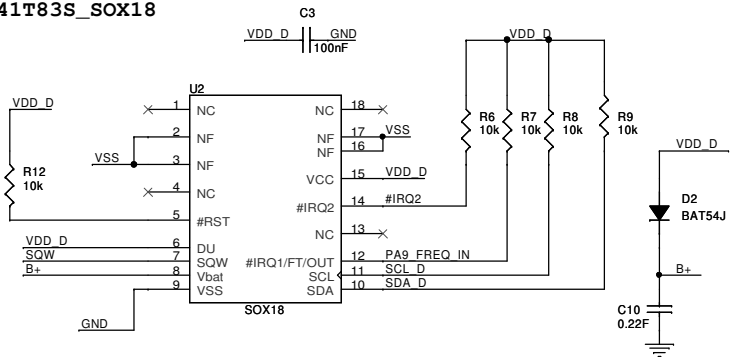 41T83S_SOX18
C3
VDD_D GND
100nF
VDD_D
U2
VDD_D
1 NC
NC 18
2 NF
NF 17 VSS
NF 16
VSS 3 NF
R12
10k
4 NC
VCC 15 VDD_D
#IRQ2 14 #IRQ2
5 #RST
NC 13
VDD_D 6 DU
SQW 7 SQW
#IRQ1/FT/OUT 12 PA9_FREQ_IN
B+ 8 Vbat
SCL 11 SCL_D
9 VSS
SDA 10 SDA_D
GND
SOX18
R6
10k
R7
10k
R8
10k
R9
10k
VDD_D
D2
BAT54J
B+
C10
0.22F